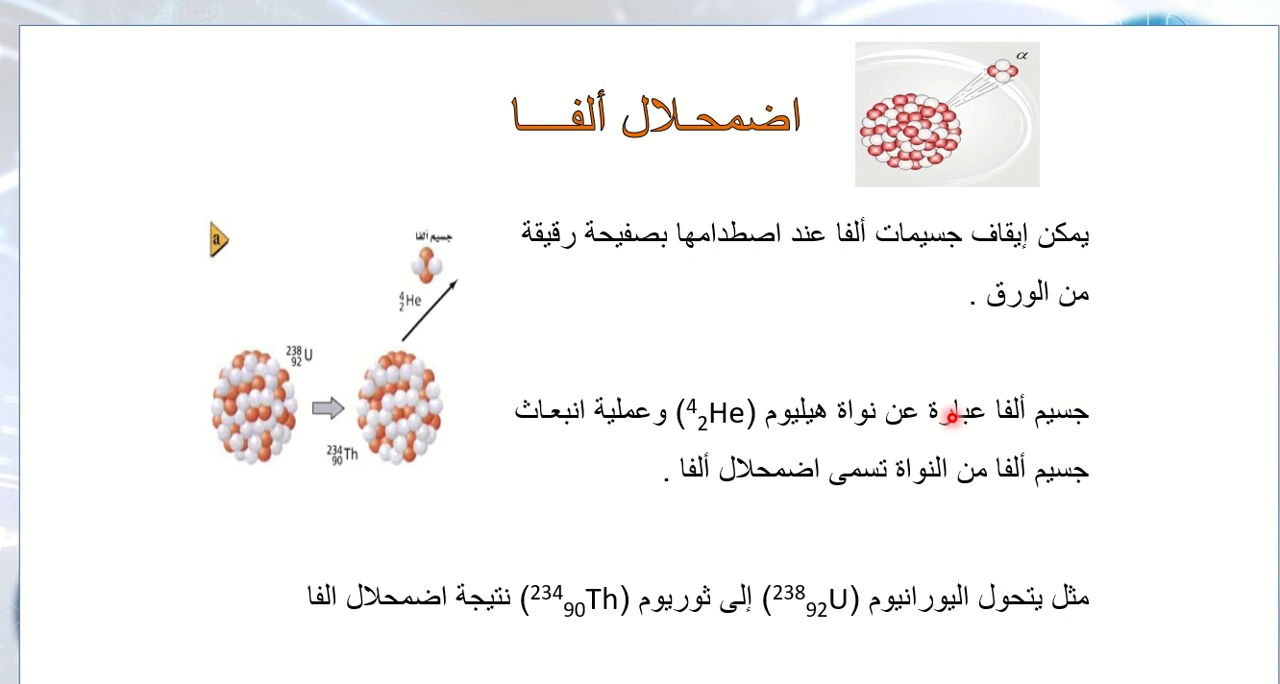 α
اضمحلال ألفا
يمكن إيقاف جسيمات ألفا عند اصطدامها بصفيحة رقيقة
من الورق .
a
جسيم ألفا
⁴₂He
²³⁸₉₂U
²³⁴₉₀Th
جسيم ألفا عبارة عن نواة هيليوم (⁴₂He) وعملية انبعاث
جسيم ألفا من النواة تسمى اضمحلال ألفا .
مثل يتحول اليورانيوم (²³⁸₉₂U) إلى ثوريوم (²³⁴₉₀Th) نتيجة اضمحلال الفا